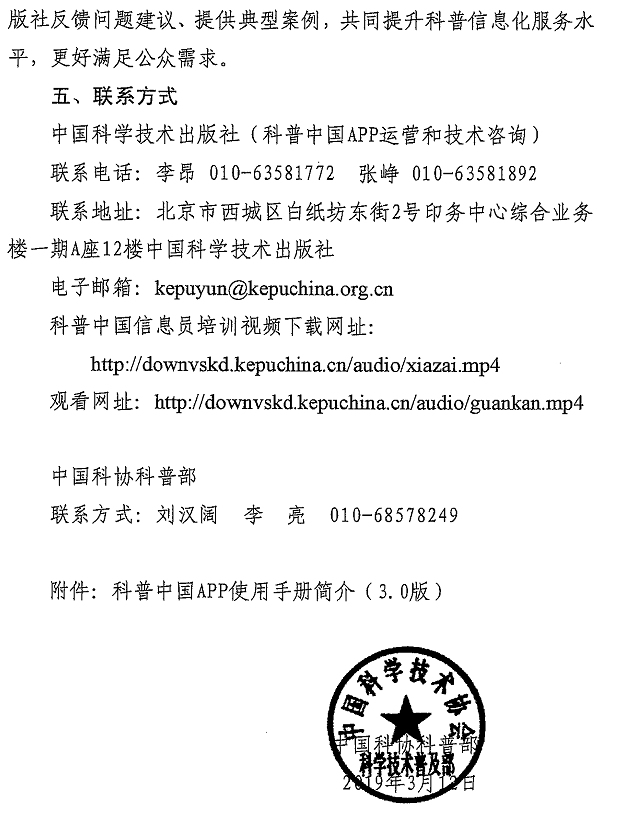 版社反馈问题建议、提供典型案例，共同提升科普信息化服务水
平，更好满足公众需求。
五、联系方式
中国科学技术出版社（科普中国APP运营和技术咨询）
联系电话：李昂 010-63581772 张峥 010-63581892
联系地址：北京市西城区白纸坊东街2号印务中心综合业务
楼一期A座12楼中国科学技术出版社
电子邮箱：kepuyun@kepuchina.org.cn
科普中国信息员培训视频下载网址：
http://downvskd.kepuchina.cn/audio/xiazai.mp4
观看网址：http://downvskd.kepuchina.cn/audio/guankan.mp4
中国科协科普部
联系方式：刘汉阔 李 亮 010-68578249
附件：科普中国APP使用手册简介（3.0版）
中国科学技术协会
中国科协科普部
科学技术普及部
2019年3月12日